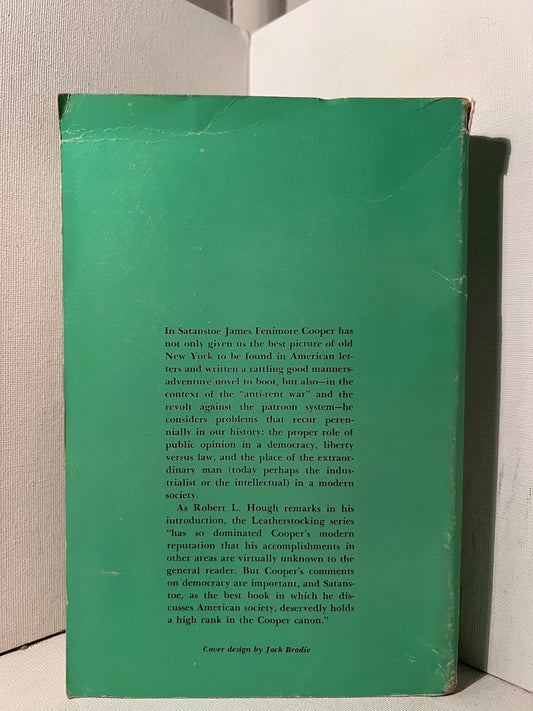 In Satanstoe James Fenimore Cooper has
not only given us the best picture of old
New York to be found in American let-
ters and written a rattling good manners-
adventure novel to boot, but also—in the
context of the "anti-rent war" and the
revolt against the patroon system—he
considers problems that recur peren-
nially in our history: the proper role of
public opinion in a democracy, liberty
versus law, and the place of the extraor-
dinary man (today perhaps the indus-
trialist or the intellectual) in a modern
society.
As Robert L. Hough remarks in his
introduction, the Leatherstocking series
"has so dominated Cooper's modern
reputation that his accomplishments in
other areas are virtually unknown to the
general reader. But Cooper's comments
on democracy are important, and Satans-
toe, as the best book in which he dis-
cusses American society, deservedly holds
a high rank in the Cooper canon."
Cover design by Jack Brodie